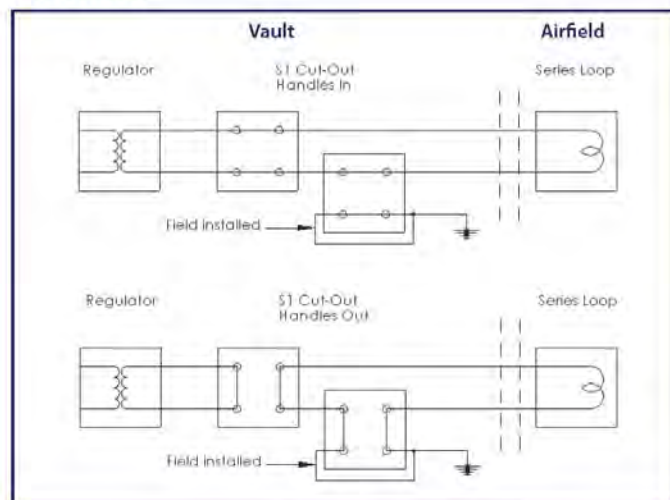 Vault Airfield
Regulator S1 Cut-Out Series Loop
Handles In
Field installed
Regulator S1 Cut-Out Series Loop
Handles Out
Field installed